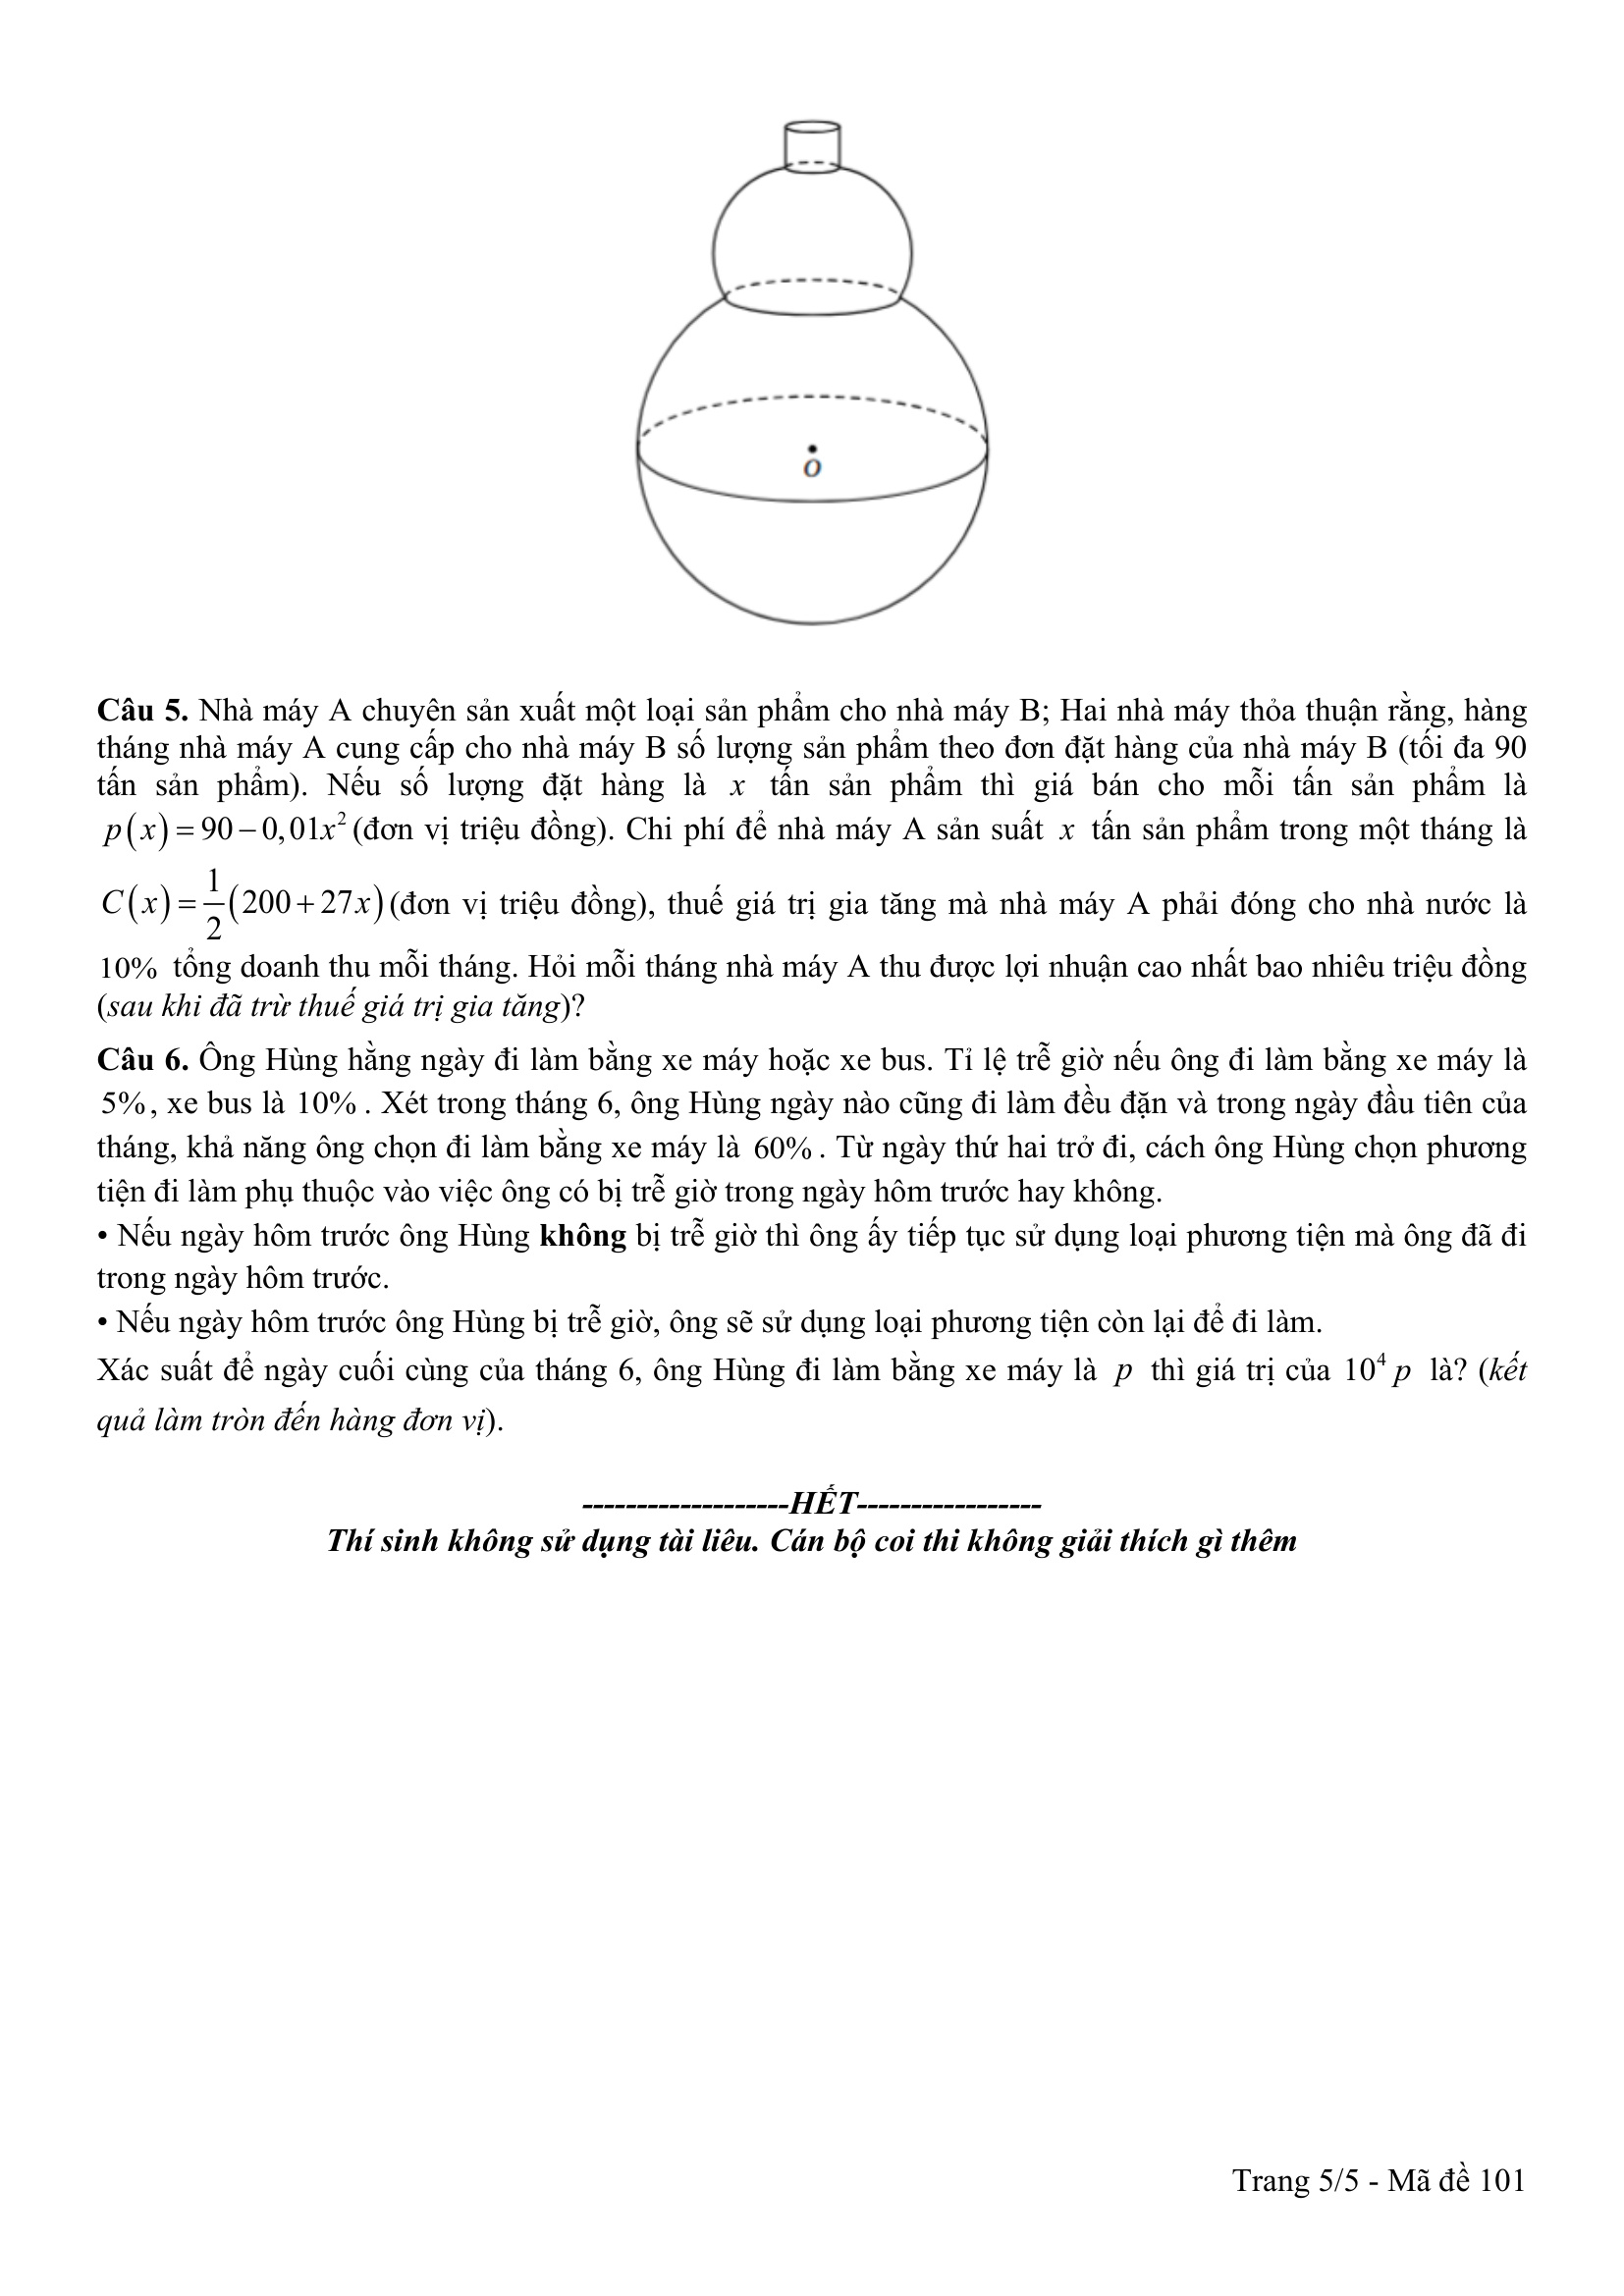 O
Câu 5. Nhà máy A chuyên sản xuất một loại sản phẩm cho nhà máy B; Hai nhà máy thỏa thuận rằng, hàng
tháng nhà máy A cung cấp cho nhà máy B số lượng sản phẩm theo đơn đặt hàng của nhà máy B (tối đa 90
tấn sản phẩm). Nếu số lượng đặt hàng là x tấn sản phẩm thì giá bán cho mỗi tấn sản phẩm là
p(x) = 90 − 0,01x² (đơn vị triệu đồng). Chi phí để nhà máy A sản suất x tấn sản phẩm trong một tháng là
C(x) = 1/2 (200 + 27x) (đơn vị triệu đồng), thuế giá trị gia tăng mà nhà máy A phải đóng cho nhà nước là
10% tổng doanh thu mỗi tháng. Hỏi mỗi tháng nhà máy A thu được lợi nhuận cao nhất bao nhiêu triệu đồng
(sau khi đã trừ thuế giá trị gia tăng)?
Câu 6. Ông Hùng hằng ngày đi làm bằng xe máy hoặc xe bus. Tỉ lệ trễ giờ nếu ông đi làm bằng xe máy là
5%, xe bus là 10%. Xét trong tháng 6, ông Hùng ngày nào cũng đi làm đều đặn và trong ngày đầu tiên của
tháng, khả năng ông chọn đi làm bằng xe máy là 60%. Từ ngày thứ hai trở đi, cách ông Hùng chọn phương
tiện đi làm phụ thuộc vào việc ông có bị trễ giờ trong ngày hôm trước hay không.
• Nếu ngày hôm trước ông Hùng không bị trễ giờ thì ông ấy tiếp tục sử dụng loại phương tiện mà ông đã đi
trong ngày hôm trước.
• Nếu ngày hôm trước ông Hùng bị trễ giờ, ông sẽ sử dụng loại phương tiện còn lại để đi làm.
Xác suất để ngày cuối cùng của tháng 6, ông Hùng đi làm bằng xe máy là p thì giá trị của 10⁴ p là? (kết
quả làm tròn đến hàng đơn vị).
-------------------HẾT-----------------
Thí sinh không sử dụng tài liêu. Cán bộ coi thi không giải thích gì thêm
Trang 5/5 - Mã đề 101